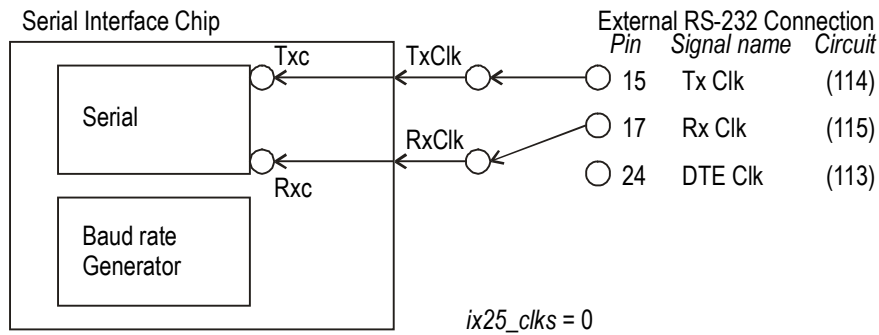 Serial Interface Chip
External RS-232 Connection
Pin Signal name Circuit
Txc
TxClk
15 Tx Clk (114)
Serial
17 Rx Clk (115)
RxClk
24 DTE Clk (113)
Rxc
Baud rate
Generator
ix25_clks = 0